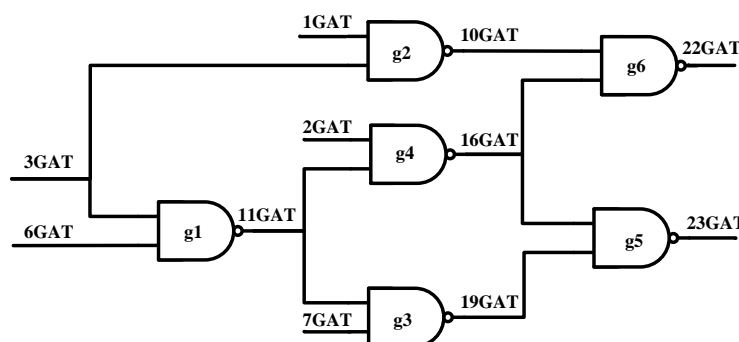 1GAT
10GAT
22GAT
g2
g6
2GAT
16GAT
g4
3GAT
11GAT
6GAT
g1
23GAT
g5
19GAT
7GAT
g3